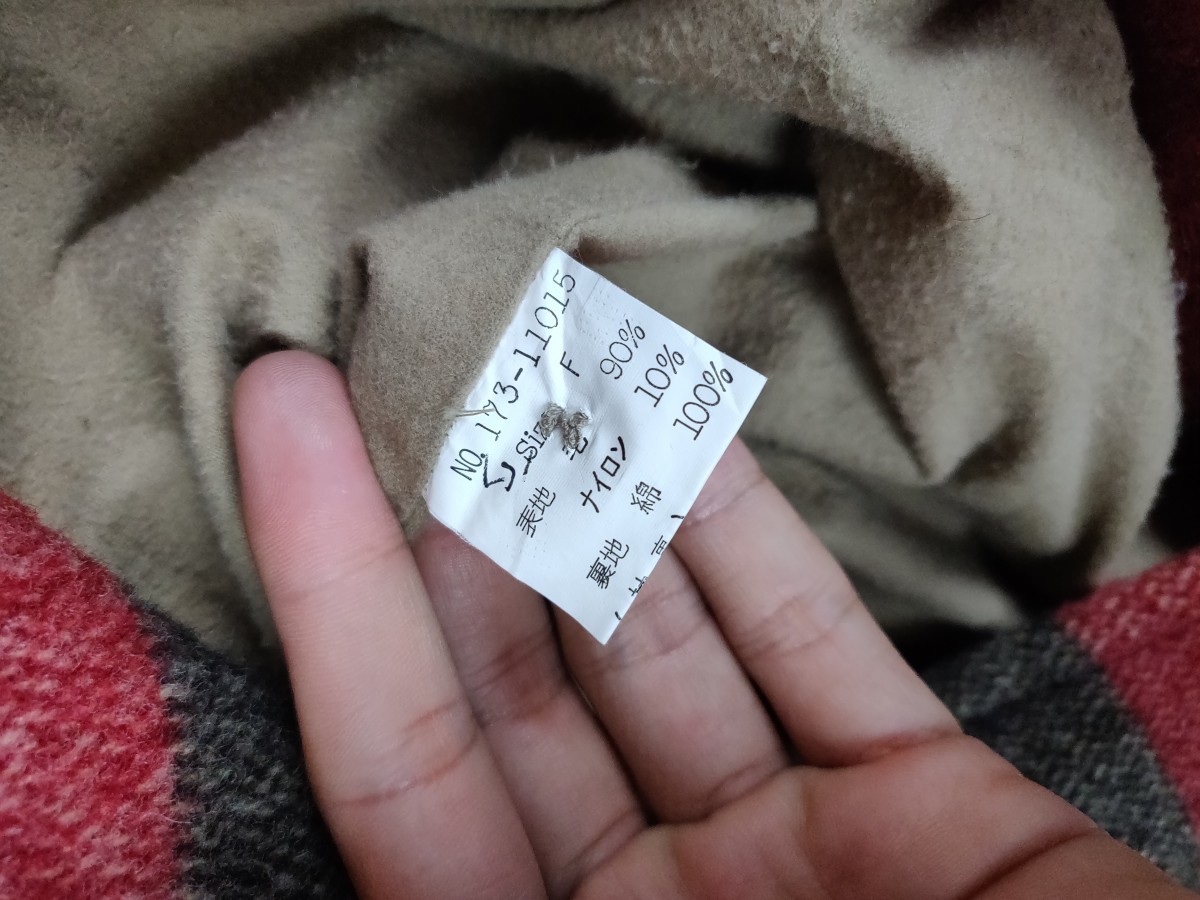 NO. 173-11015
Size F
表地 毛 90%
ナイロン 10%
裏地 綿 100%